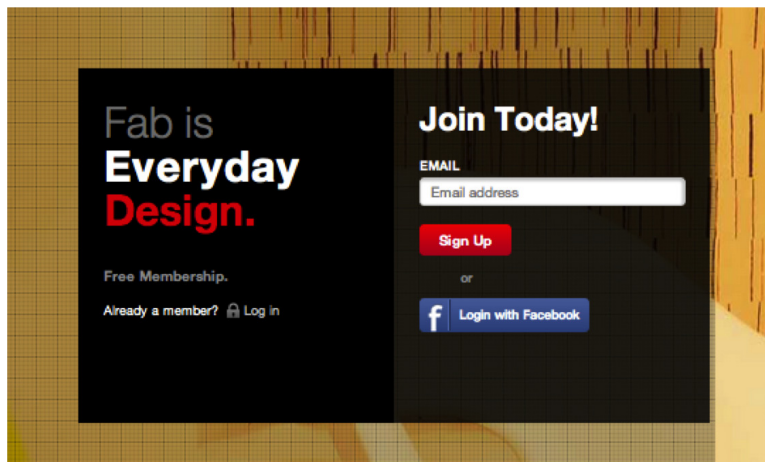 Fab is
Everyday
Design.
Free Membership.
Already a member? Log in
Join Today!
EMAIL
Email address
Sign Up
or
f Login with Facebook